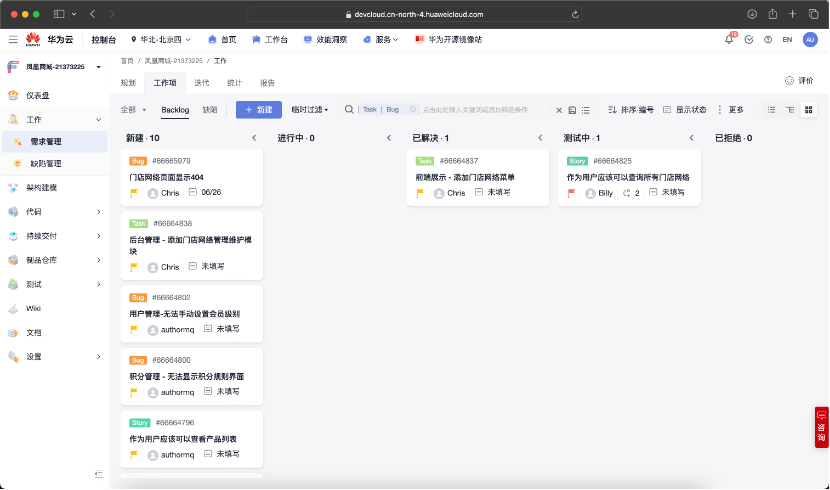 devcloud.cn-north-4.huaweicloud.com
HUAWEI 华为云 控制台 华北-北京四 首页 工作台 效能洞察 服务 华为开源镜像站 EN AU
凤凰商城-21373225
首页 / 凤凰商城-21373225 / 工作
规划 工作项 迭代 统计 报告 评价
全部 Backlog 缺陷 + 新建 临时过滤 Task | Bug 点击此处输入关键词或选择筛选条件 排序·编号 显示状态 更多
仪表盘
工作
需求管理
缺陷管理
架构建模
代码
持续交付
制品仓库
测试
Wiki
文档
设置
新建 · 10
Bug #66665979
门店网络页面显示404
Chris 06/26
Task #66664838
后台管理 - 添加门店网络管理维护模
块
Chris 未填写
Bug #66664802
用户管理-无法手动设置会员级别
authormq 未填写
Bug #66664800
积分管理 - 无法显示积分规则界面
authormq 未填写
Story #66664796
作为用户应该可以查看产品列表
authormq 未填写
进行中 · 0
已解决 · 1
Task #66664837
前端展示 - 添加门店网络菜单
Chris 未填写
测试中 · 1
Story #66664825
作为用户应该可以查询所有门店网络
Billy 2 未填写
已拒绝 · 0
咨
询